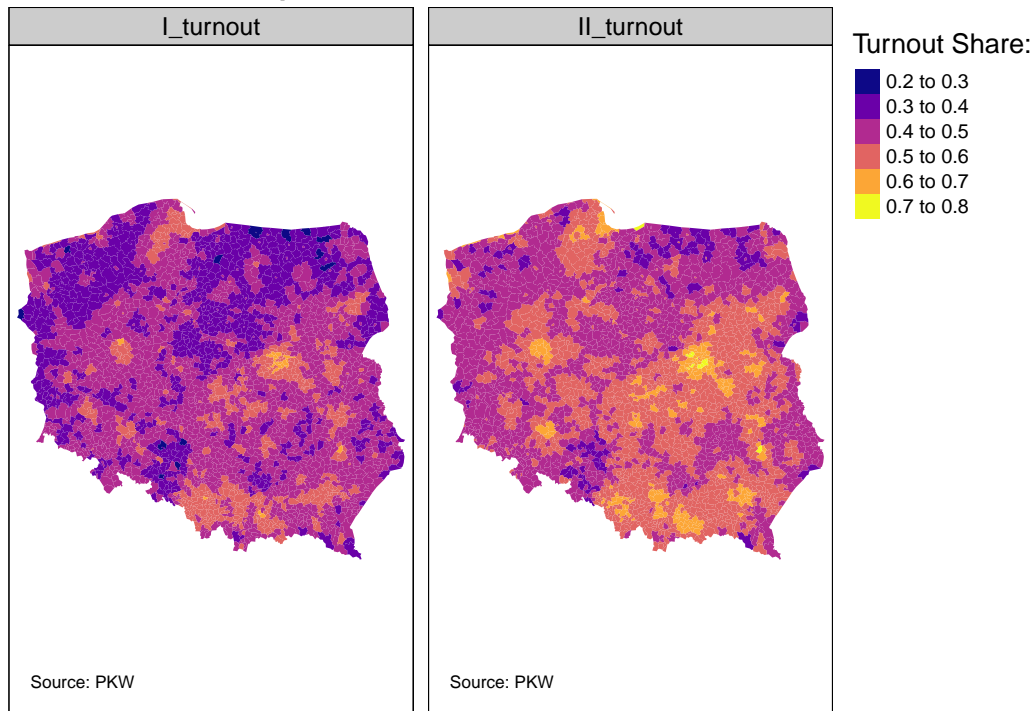 I_turnout
II_turnout
Turnout Share:
0.2 to 0.3
0.3 to 0.4
0.4 to 0.5
0.5 to 0.6
0.6 to 0.7
0.7 to 0.8
Source: PKW
Source: PKW